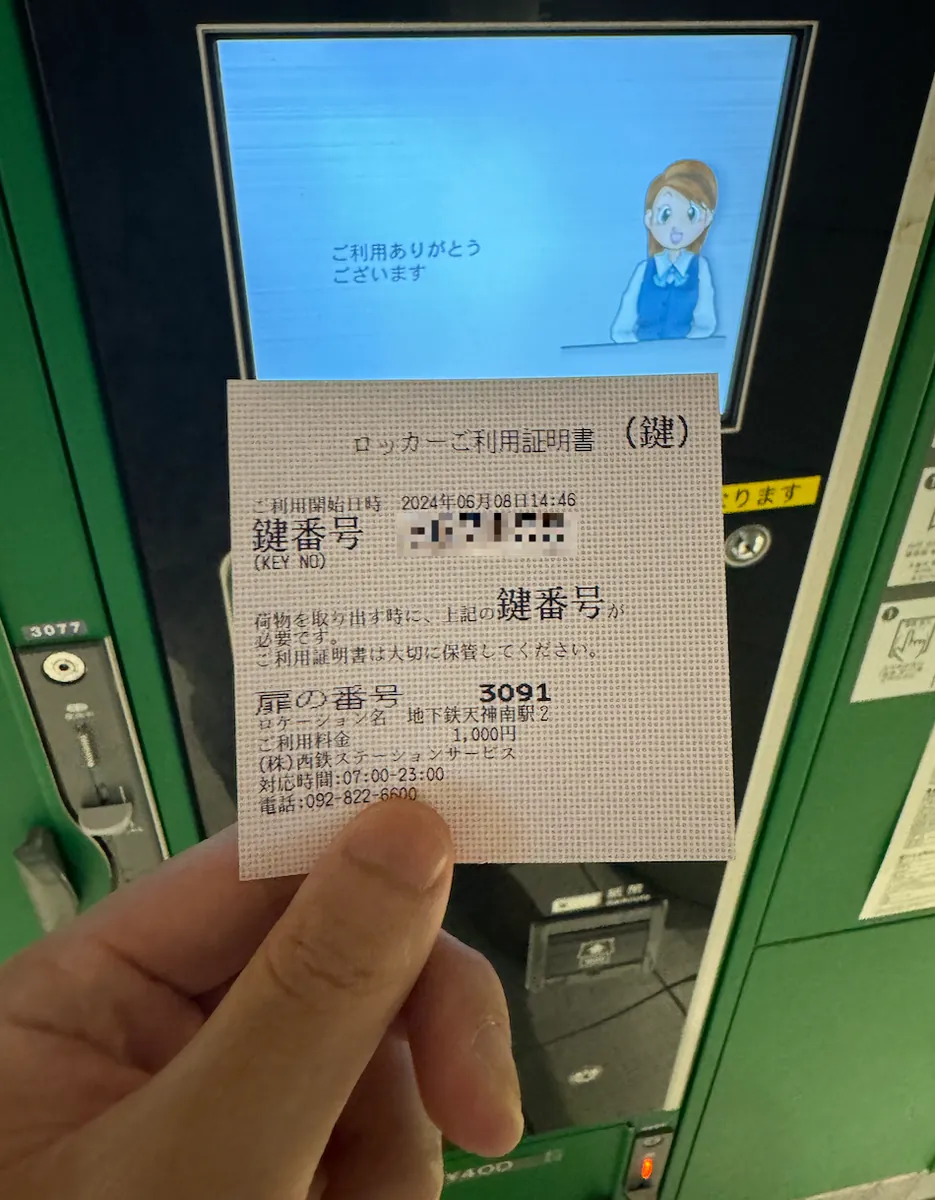 ご利用ありがとう
ございます
ロッカーご利用証明書 (鍵)
ご利用開始日時 2024年06月08日14:46
鍵番号
(KEY NO)
荷物を取り出す時に、上記の鍵番号が
必要です。
ご利用証明書は大切に保管してください。
扉の番号 3091
ロケーション名 地下鉄天神南駅2
ご利用料金 1,000円
(株)西鉄ステーションサービス
対応時間:07:00-23:00
電話:092-822-6600
ります
3077
¥400